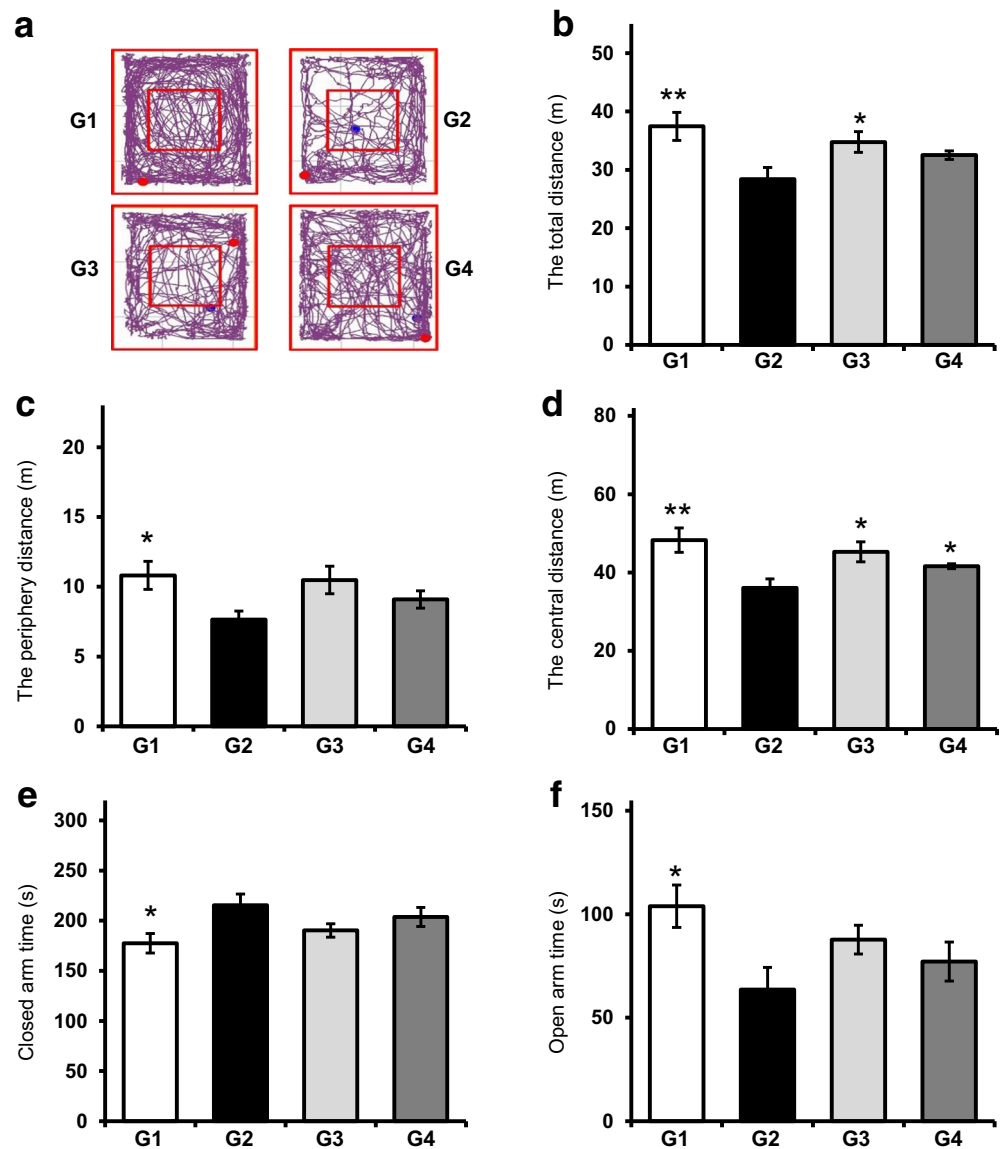 a
G1
G2
G3
G4
b
The total distance (m)
50
40
30
20
10
0
**
*
G1
G2
G3
G4
c
The periphery distance (m)
20
15
10
5
0
*
G1
G2
G3
G4
d
The central distance (m)
80
60
40
20
0
**
*
*
G1
G2
G3
G4
e
Closed arm time (s)
300
250
200
150
100
50
0
*
G1
G2
G3
G4
f
Open arm time (s)
150
100
50
0
*
G1
G2
G3
G4